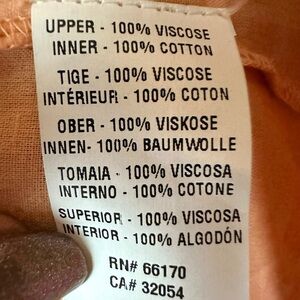 UPPER - 100% VISCOSE
INNER - 100% COTTON
TIGE - 100% VISCOSE
INTÉRIEUR - 100% COTON
OBER - 100% VISKOSE
INNEN- 100% BAUMWOLLE
TOMAIA - 100% VISCOSA
INTERNO - 100% COTONE
SUPERIOR - 100% VISCOSA
INTERIOR - 100% ALGODÓN
RN# 66170
CA# 32054